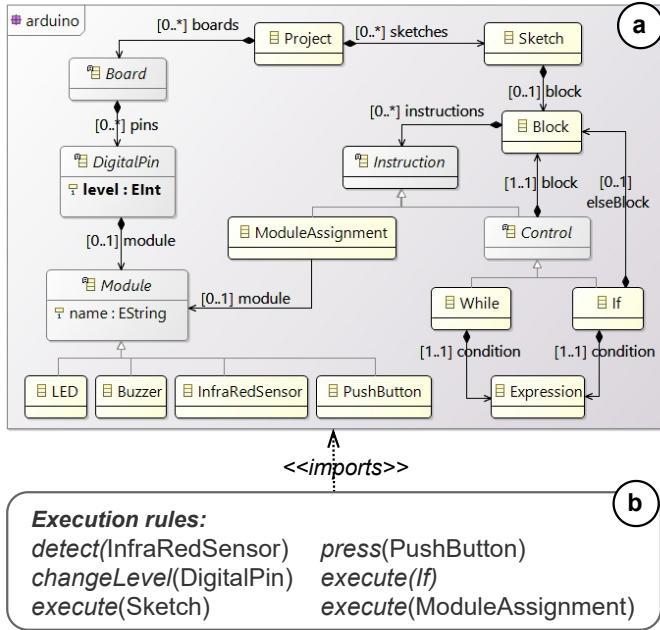 arduino
a
[0..*] boards
Project
[0..*] sketches
Sketch
Board
[0..1] block
[0..*] pins
[0..*] instructions
Block
DigitalPin
level : EInt
Instruction
[1..1] block
[0..1]
elseBlock
[0..1] module
ModuleAssignment
Control
Module
name : EString
[0..1] module
While
If
[1..1] condition
[1..1] condition
LED
Buzzer
InfraRedSensor
PushButton
Expression
<<imports>>
b
Execution rules:
detect(InfraRedSensor) press(PushButton)
changeLevel(DigitalPin) execute(If)
execute(Sketch) execute(ModuleAssignment)